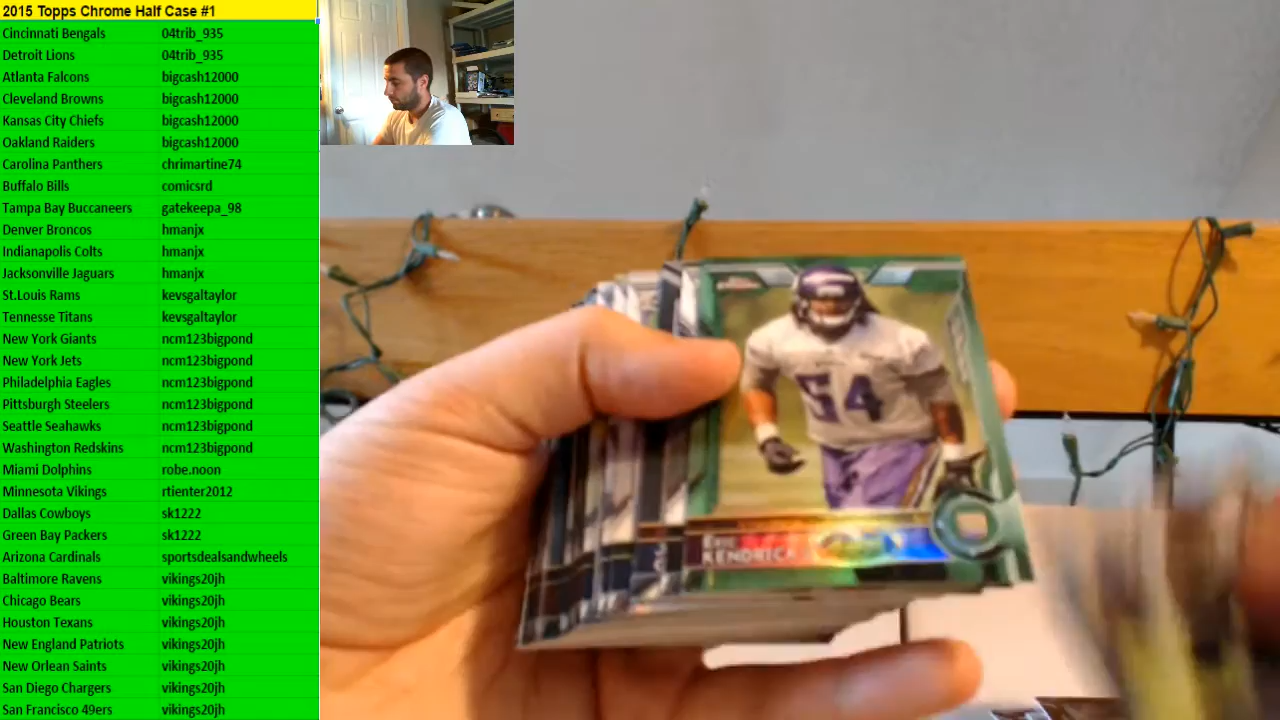 2015 Topps Chrome Half Case #1
Cincinnati Bengals 04trib_935
Detroit Lions 04trib_935
Atlanta Falcons bigcash12000
Cleveland Browns bigcash12000
Kansas City Chiefs bigcash12000
Oakland Raiders bigcash12000
Carolina Panthers chrimartine74
Buffalo Bills comicsrd
Tampa Bay Buccaneers gatekeepa_98
Denver Broncos hmanjx
Indianapolis Colts hmanjx
Jacksonville Jaguars hmanjx
St.Louis Rams kevsgaltaylor
Tennesse Titans kevsgaltaylor
New York Giants ncm123bigpond
New York Jets ncm123bigpond
Philadelphia Eagles ncm123bigpond
Pittsburgh Steelers ncm123bigpond
Seattle Seahawks ncm123bigpond
Washington Redskins ncm123bigpond
Miami Dolphins robe.noon
Minnesota Vikings rtienter2012
Dallas Cowboys sk1222
Green Bay Packers sk1222
Arizona Cardinals sportsdealsandwheels
Baltimore Ravens vikings20jh
Chicago Bears vikings20jh
Houston Texans vikings20jh
New England Patriots vikings20jh
New Orlean Saints vikings20jh
San Diego Chargers vikings20jh
San Francisco 49ers vikings20jh
54
Eric
KENDRICKS